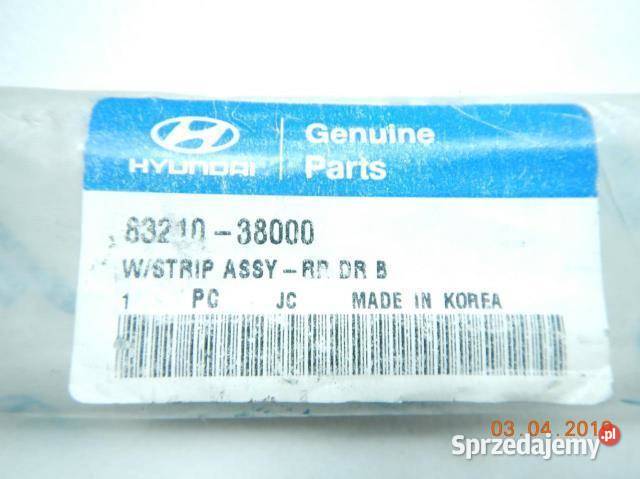 HYUNDAI
Genuine
Parts
83210-38000
W/STRIP ASSY-RR DR B
1 PC JC MADE IN KOREA
03.04.2018
Sprzedajemy.pl